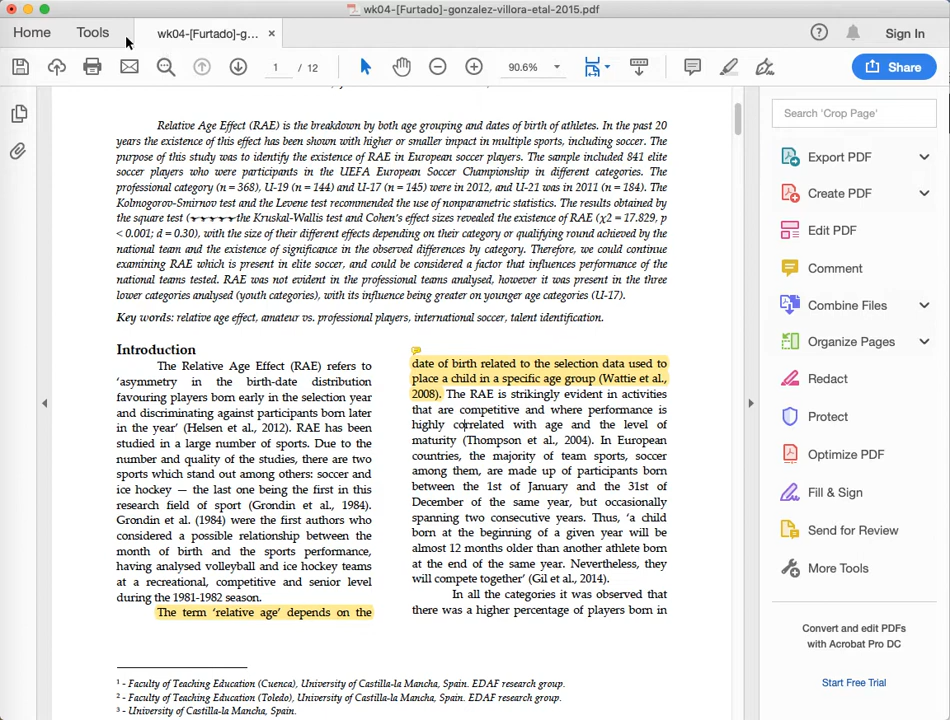 wk04-[Furtado]-gonzalez-villora-etal-2015.pdf
Home
Tools
wk04-[Furtado]-g... ×
Sign In
1 / 12
90.6%
Share
Relative Age Effect (RAE) is the breakdown by both age grouping and dates of birth of athletes. In the past 20
years the existence of this effect has been shown with higher or smaller impact in multiple sports, including soccer. The
purpose of this study was to identify the existence of RAE in European soccer players. The sample included 841 elite
soccer players who were participants in the UEFA European Soccer Championship in different categories. The
professional category (n = 368), U-19 (n = 144) and U-17 (n = 145) were in 2012, and U-21 was in 2011 (n = 184). The
Kolmogorov-Smirnov test and the Levene test recommended the use of nonparametric statistics. The results obtained by
the square test (the Kruskal-Wallis test and Cohen's effect sizes revealed the existence of RAE (χ2 = 17.829, p
< 0.001; d = 0.30), with the size of their different effects depending on their category or qualifying round achieved by the
national team and the existence of significance in the observed differences by category. Therefore, we could continue
examining RAE which is present in elite soccer, and could be considered a factor that influences performance of the
national teams tested. RAE was not evident in the professional teams analysed, however it was present in the three
lower categories analysed (youth categories), with its influence being greater on younger age categories (U-17).
Key words: relative age effect, amateur vs. professional players, international soccer, talent identification.
Introduction
The Relative Age Effect (RAE) refers to
'asymmetry in the birth-date distribution
favouring players born early in the selection year
and discriminating against participants born later
in the year' (Helsen et al., 2012). RAE has been
studied in a large number of sports. Due to the
number and quality of the studies, there are two
sports which stand out among others: soccer and
ice hockey — the last one being the first in this
research field of sport (Grondin et al., 1984).
Grondin et al. (1984) were the first authors who
considered a possible relationship between the
month of birth and the sports performance,
having analysed volleyball and ice hockey teams
at a recreational, competitive and senior level
during the 1981-1982 season.
The term 'relative age' depends on the
date of birth related to the selection data used to
place a child in a specific age group (Wattie et al.,
2008). The RAE is strikingly evident in activities
that are competitive and where performance is
highly correlated with age and the level of
maturity (Thompson et al., 2004). In European
countries, the majority of team sports, soccer
among them, are made up of participants born
between the 1st of January and the 31st of
December of the same year, but occasionally
spanning two consecutive years. Thus, 'a child
born at the beginning of a given year will be
almost 12 months older than another athlete born
at the end of the same year. Nevertheless, they
will compete together' (Gil et al., 2014).
In all the categories it was observed that
there was a higher percentage of players born in
1 - Faculty of Teaching Education (Cuenca), University of Castilla-la Mancha, Spain. EDAF research group.
2 - Faculty of Teaching Education (Toledo), University of Castilla-la Mancha, Spain. EDAF research group.
3 - University of Castilla-la Mancha, Spain.
Search 'Crop Page'
Export PDF
Create PDF
Edit PDF
Comment
Combine Files
Organize Pages
Redact
Protect
Optimize PDF
Fill & Sign
Send for Review
More Tools
Convert and edit PDFs
with Acrobat Pro DC
Start Free Trial